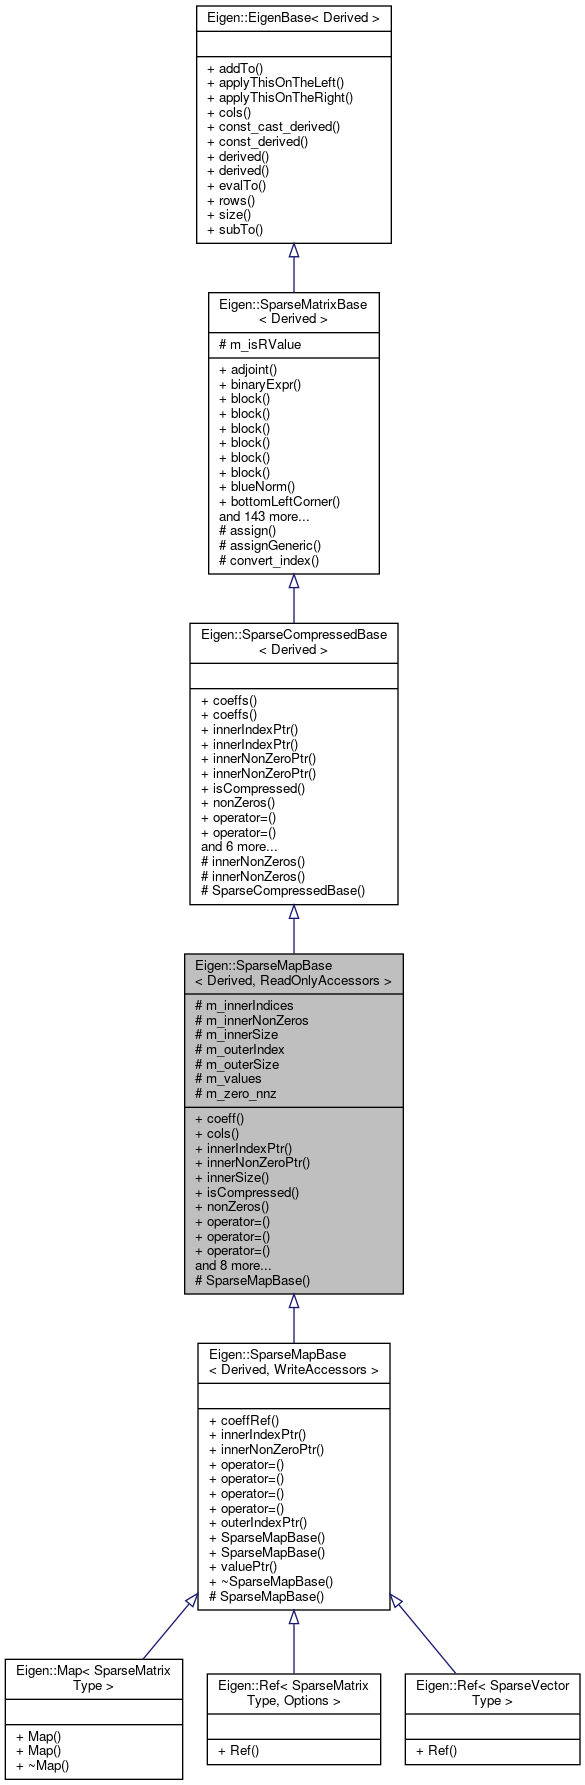 Eigen::EigenBase< Derived >
+ addTo()
+ applyThisOnTheLeft()
+ applyThisOnTheRight()
+ cols()
+ const_cast_derived()
+ const_derived()
+ derived()
+ derived()
+ evalTo()
+ rows()
+ size()
+ subTo()
Eigen::SparseMatrixBase
< Derived >
# m_isRValue
+ adjoint()
+ binaryExpr()
+ block()
+ block()
+ block()
+ block()
+ block()
+ block()
+ blueNorm()
+ bottomLeftCorner()
and 143 more...
# assign()
# assignGeneric()
# convert_index()
Eigen::SparseCompressedBase
< Derived >
+ coeffs()
+ coeffs()
+ innerIndexPtr()
+ innerIndexPtr()
+ innerNonZeroPtr()
+ innerNonZeroPtr()
+ isCompressed()
+ nonZeros()
+ operator=()
+ operator=()
and 6 more...
# innerNonZeros()
# innerNonZeros()
# SparseCompressedBase()
Eigen::SparseMapBase
< Derived, ReadOnlyAccessors >
# m_innerIndices
# m_innerNonZeros
# m_innerSize
# m_outerIndex
# m_outerSize
# m_values
# m_zero_nnz
+ coeff()
+ cols()
+ innerIndexPtr()
+ innerNonZeroPtr()
+ innerSize()
+ isCompressed()
+ nonZeros()
+ operator=()
+ operator=()
+ operator=()
and 8 more...
# SparseMapBase()
Eigen::SparseMapBase
< Derived, WriteAccessors >
+ coeffRef()
+ innerIndexPtr()
+ innerNonZeroPtr()
+ operator=()
+ operator=()
+ operator=()
+ operator=()
+ outerIndexPtr()
+ SparseMapBase()
+ SparseMapBase()
+ valuePtr()
+ ~SparseMapBase()
# SparseMapBase()
Eigen::Map< SparseMatrix
Type >
+ Map()
+ Map()
+ ~Map()
Eigen::Ref< SparseMatrix
Type, Options >
+ Ref()
Eigen::Ref< SparseVector
Type >
+ Ref()